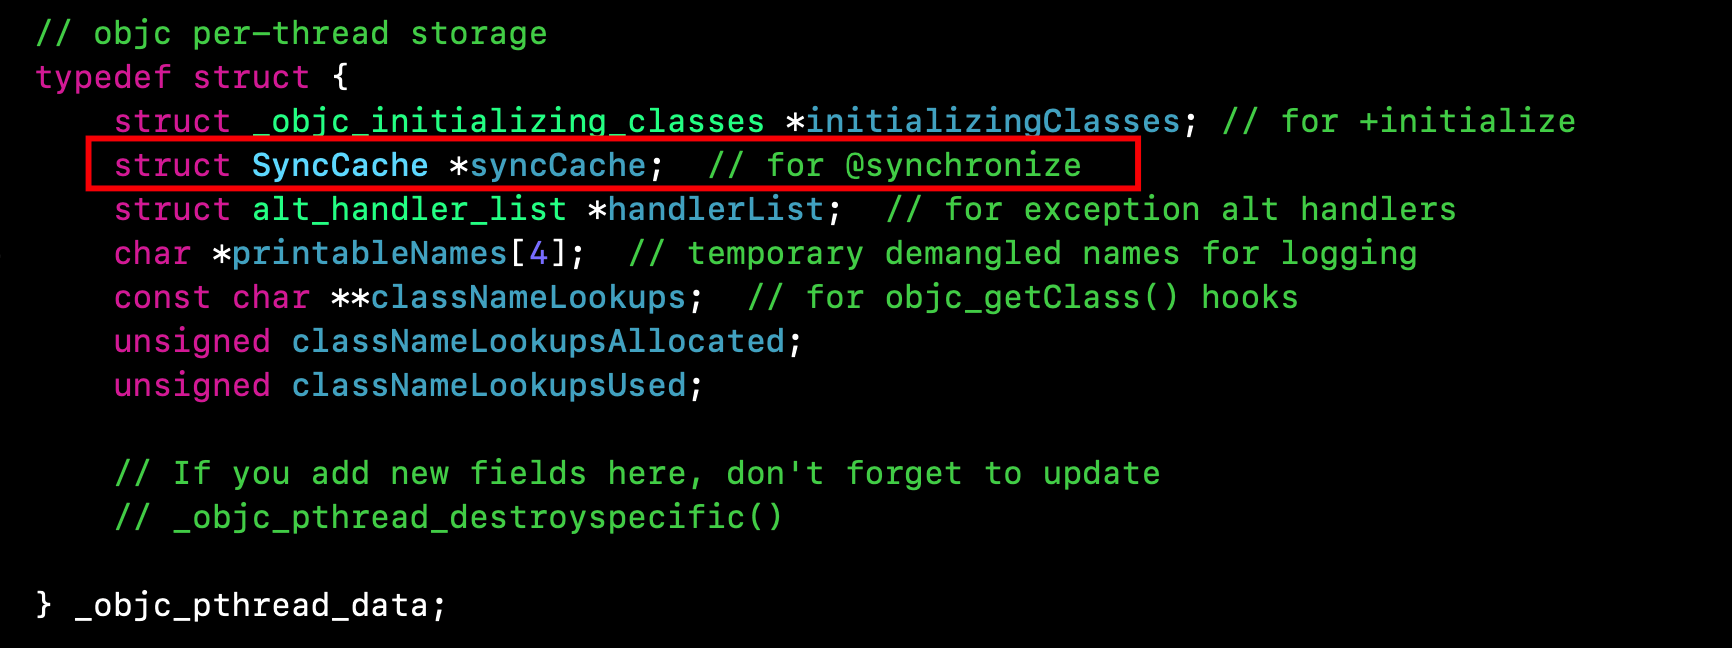 // objc per-thread storage
typedef struct {
struct _objc_initializing_classes *initializingClasses; // for +initialize
struct SyncCache *syncCache;  // for @synchronize
struct alt_handler_list *handlerList;  // for exception alt handlers
char *printableNames[4];  // temporary demangled names for logging
const char **classNameLookups;  // for objc_getClass() hooks
unsigned classNameLookupsAllocated;
unsigned classNameLookupsUsed;
// If you add new fields here, don't forget to update
// _objc_pthread_destroyspecific()
} _objc_pthread_data;